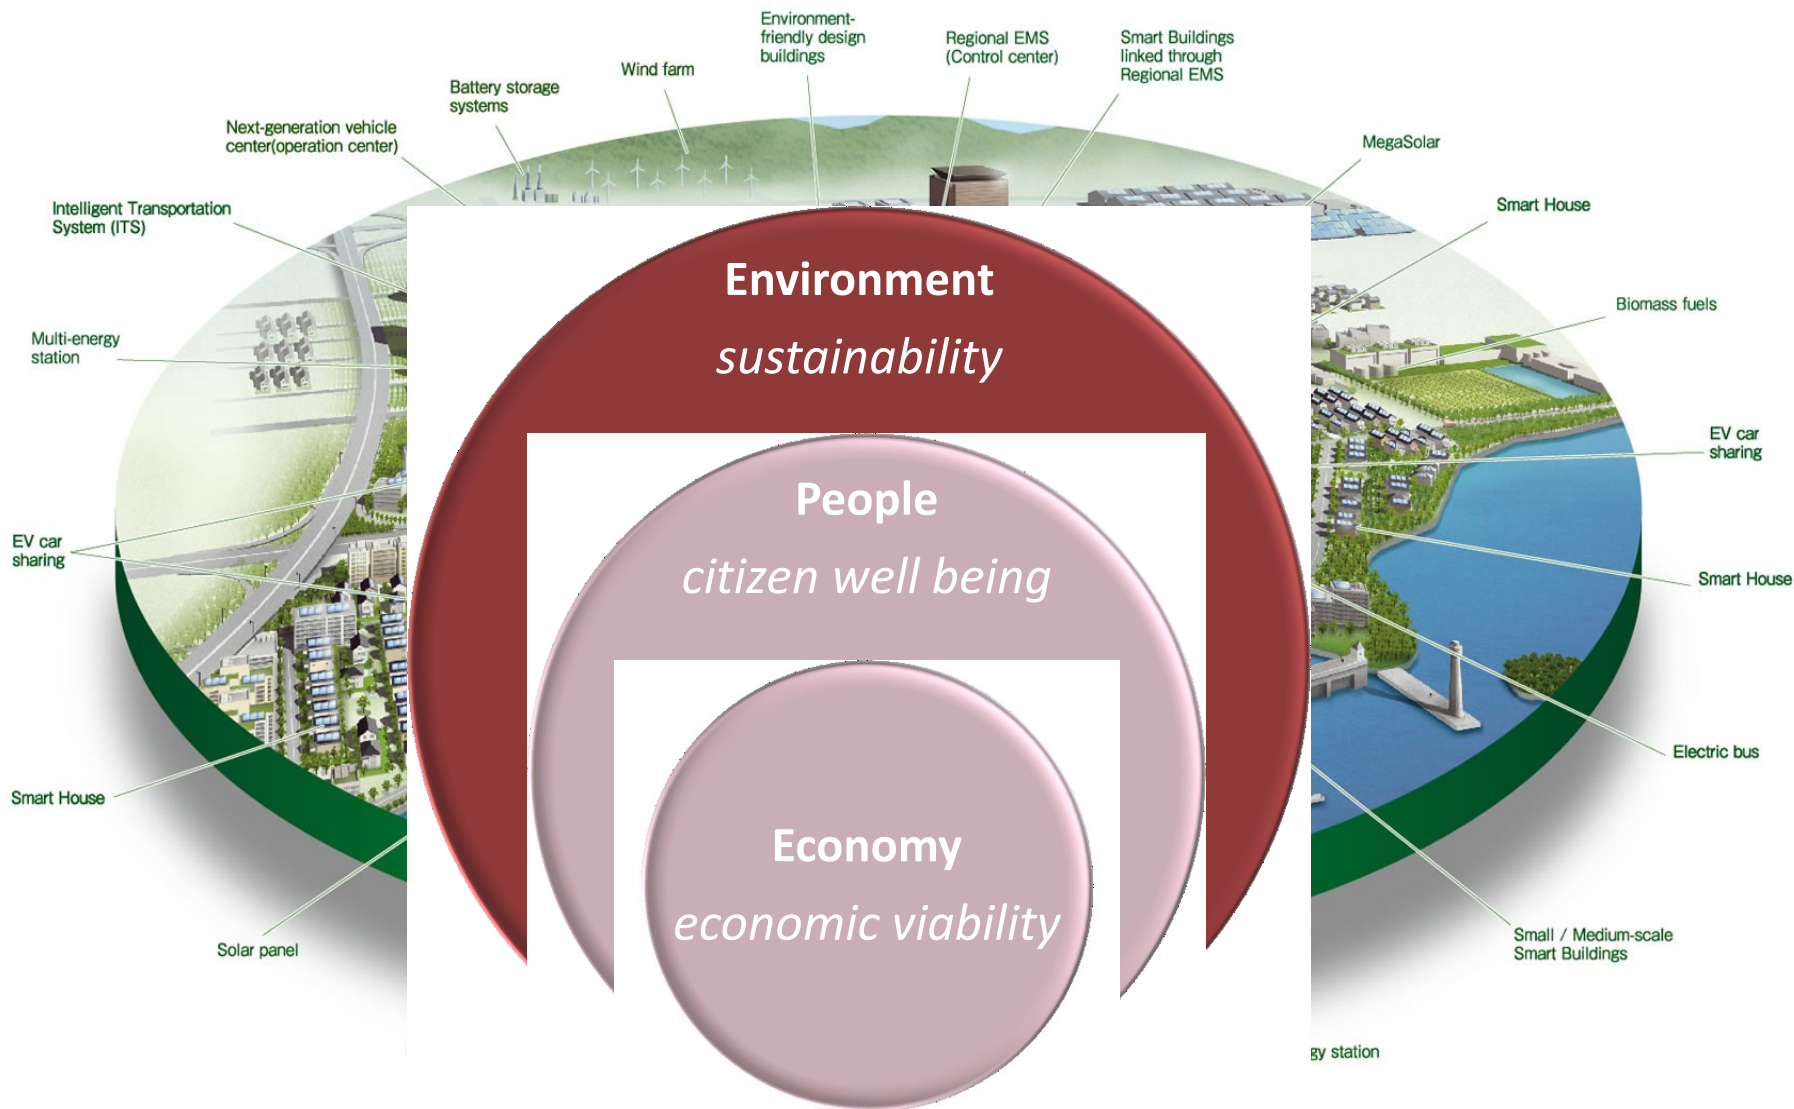 Environment-
friendly design
buildings
Regional EMS
(Control center)
Smart Buildings
linked through
Regional EMS
Wind farm
Battery storage
systems
Next-generation vehicle
center(operation center)
MegaSolar
Intelligent Transportation
System (ITS)
Smart House
Environment
sustainability
Biomass fuels
Multi-energy
station
EV car
sharing
People
citizen well being
EV car
sharing
Smart House
Electric bus
Smart House
Economy
economic viability
Solar panel
Small / Medium-scale
Smart Buildings
gy station